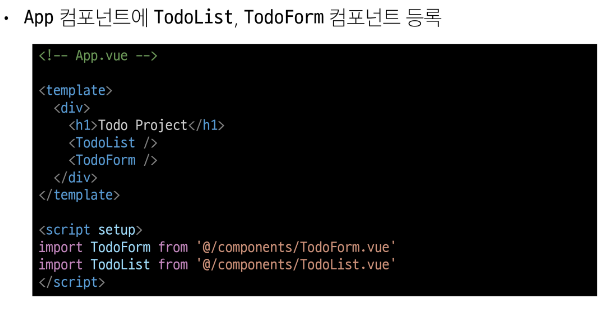 • App 컴포넌트에 TodoList, TodoForm 컴포넌트 등록
<!-- App.vue -->
<template>
  <div>
    <h1>Todo Project</h1>
    <TodoList />
    <TodoForm />
  </div>
</template>
<script setup>
import TodoForm from '@/components/TodoForm.vue'
import TodoList from '@/components/TodoList.vue'
</script>